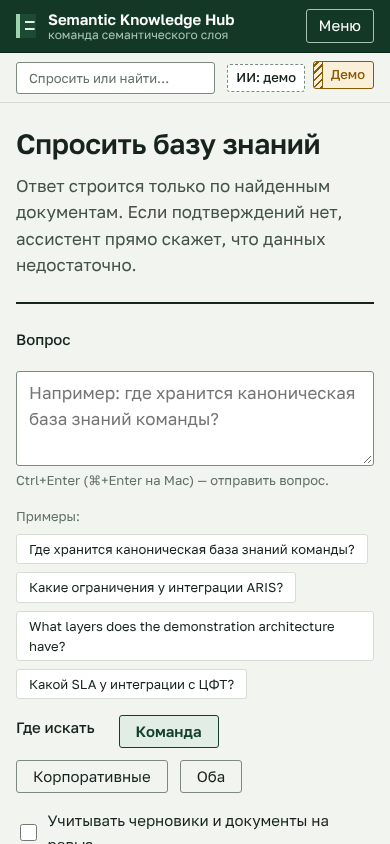 Semantic Knowledge Hub
команда семантического слоя
Меню
Спросить или найти…
ИИ: демо
Демо
Спросить базу знаний
Ответ строится только по найденным
документам. Если подтверждений нет,
ассистент прямо скажет, что данных
недостаточно.
Вопрос
Например: где хранится каноническая
база знаний команды?
Ctrl+Enter (⌘+Enter на Mac) — отправить вопрос.
Примеры:
Где хранится каноническая база знаний команды?
Какие ограничения у интеграции ARIS?
What layers does the demonstration architecture
have?
Какой SLA у интеграции с ЦФТ?
Где искать
Команда
Корпоративные
Оба
Учитывать черновики и документы на